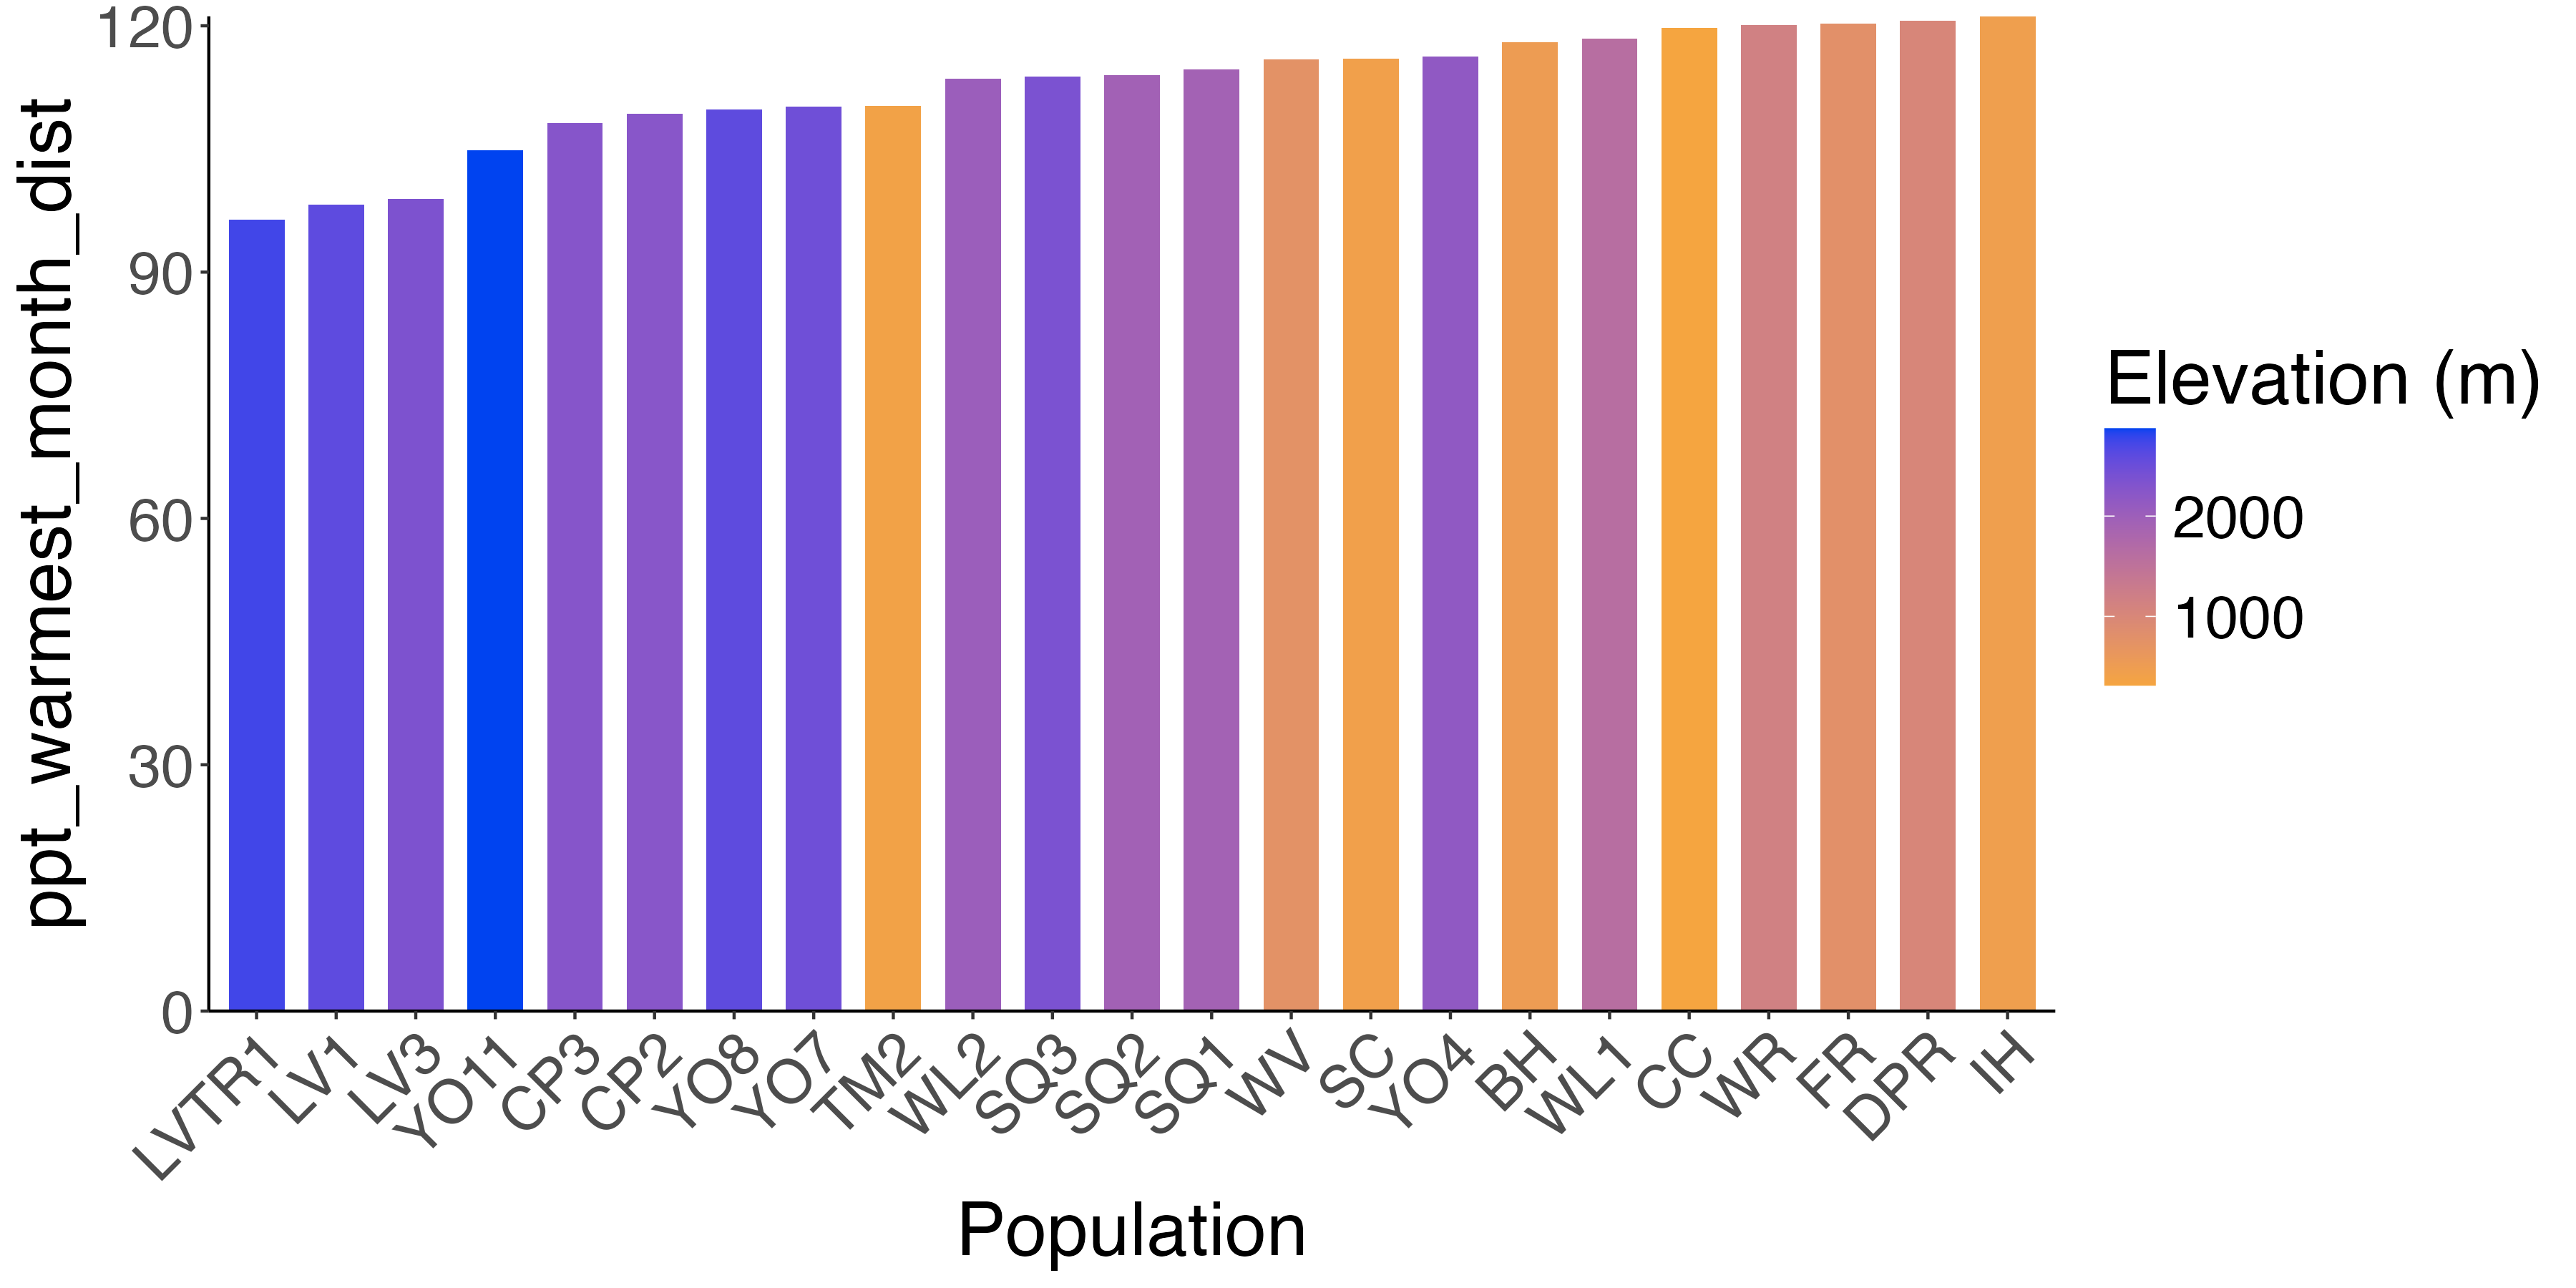 ppt_warmest_month_dist
120
90
60
30
0
LVTR1
LV1
LV3
YO11
CP3
CP2
YO8
YO7
TM2
WL2
SQ3
SQ2
SQ1
WV
SC
YO4
BH
WL1
CC
WR
FR
DPR
IH
Population
Elevation (m)
2000
1000